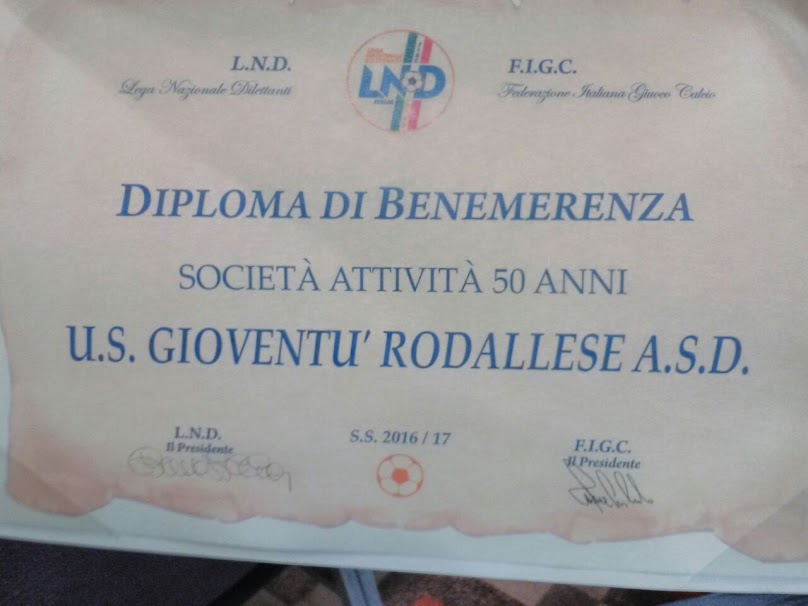 L.N.D.
Lega Nazionale Dilettanti
LND
F.I.G.C.
Federazione Italiana Giuoco Calcio
DIPLOMA DI BENEMERENZA
SOCIETÀ ATTIVITÀ 50 ANNI
U.S. GIOVENTU' RODALLESE A.S.D.
L.N.D.
Il Presidente
S.S. 2016 / 17
F.I.G.C.
Il Presidente